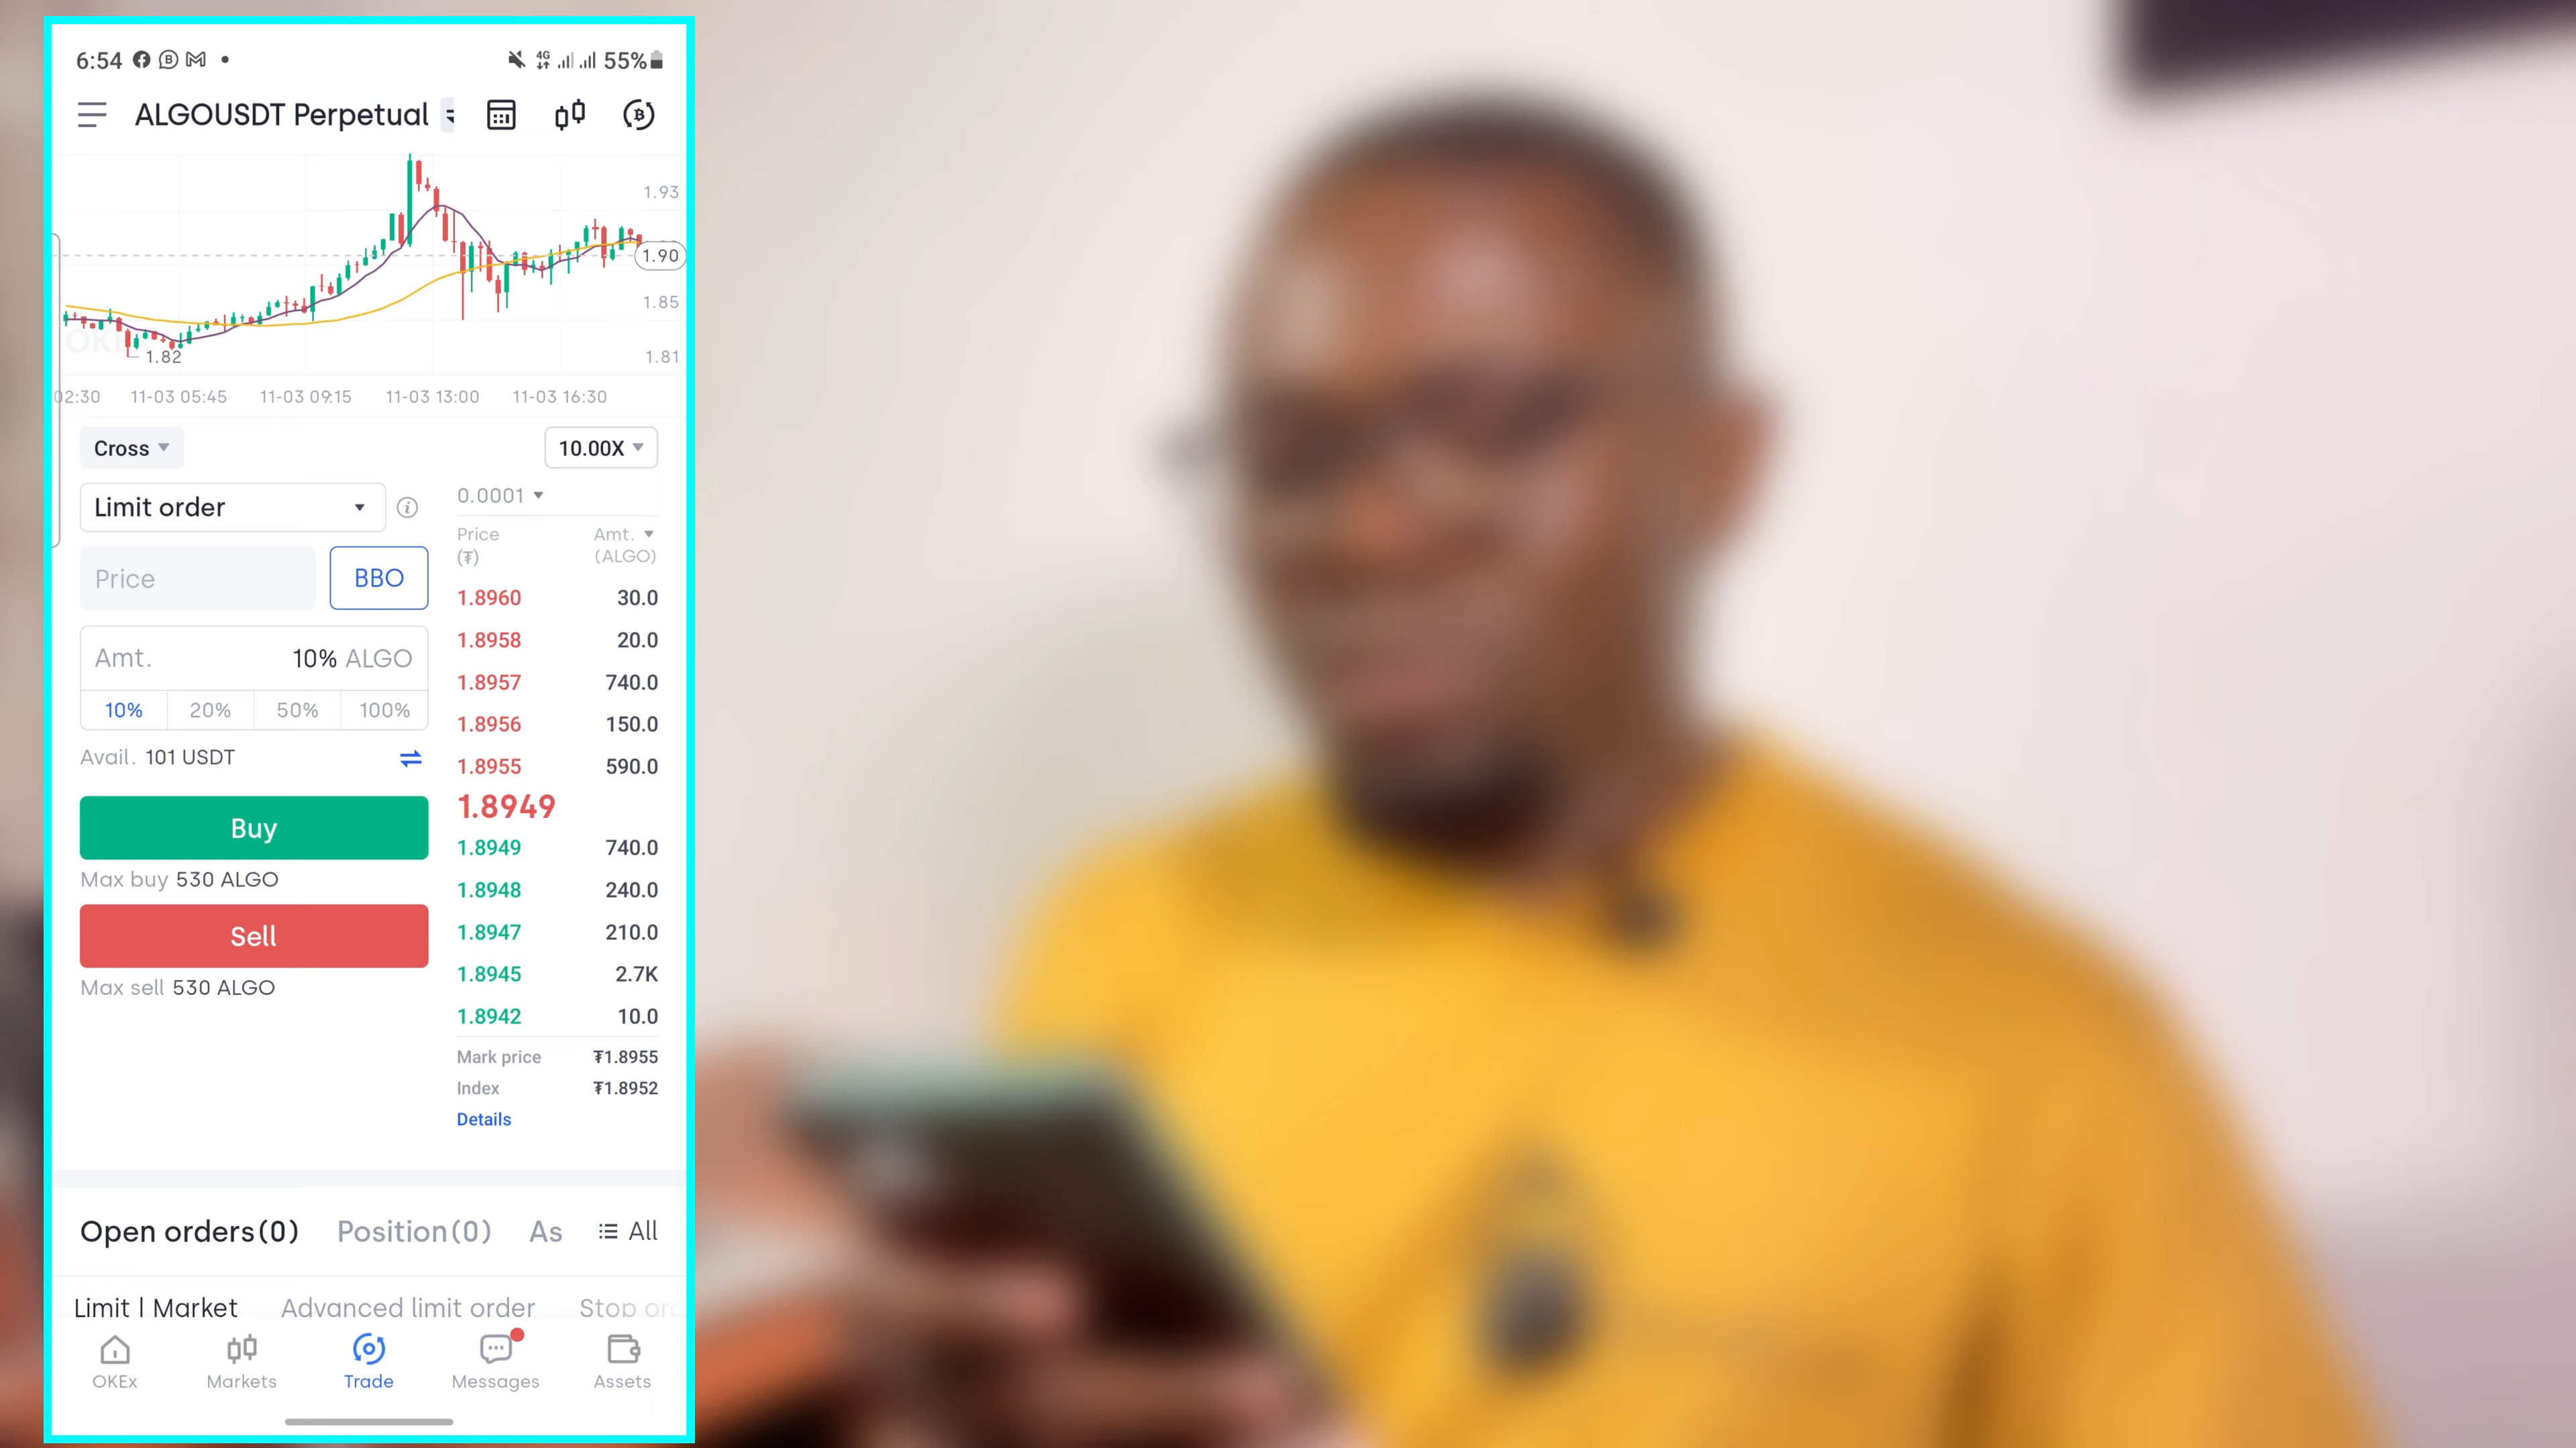 6:54 4G 55%
ALGOUSDT Perpetual
1.93
1.90
1.85
OKE
1.82 1.81
02:30 11-03 05:45 11-03 09:15 11-03 13:00 11-03 16:30
Cross 10.00X
Limit order
0.0001
Price Amt.
(₮) (ALGO)
Price BBO
Amt. 10% ALGO
10% 20% 50% 100%
Avail. 101 USDT
Buy
Max buy 530 ALGO
Sell
Max sell 530 ALGO
1.8960 30.0
1.8958 20.0
1.8957 740.0
1.8956 150.0
1.8955 590.0
1.8949
1.8949 740.0
1.8948 240.0
1.8947 210.0
1.8945 2.7K
1.8942 10.0
Mark price ₮1.8955
Index ₮1.8952
Details
Open orders(0) Position(0) As All
Limit | Market Advanced limit order Stop ord
OKEx Markets Trade Messages Assets